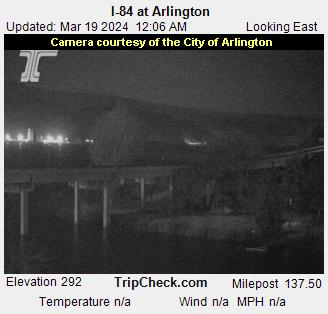 I-84 at Arlington
Updated: Mar 19 2024 12:06 AM Looking East
Camera courtesy of the City of Arlington
Elevation 292 TripCheck.com Milepost 137.50
Temperature n/a Wind n/a MPH n/a